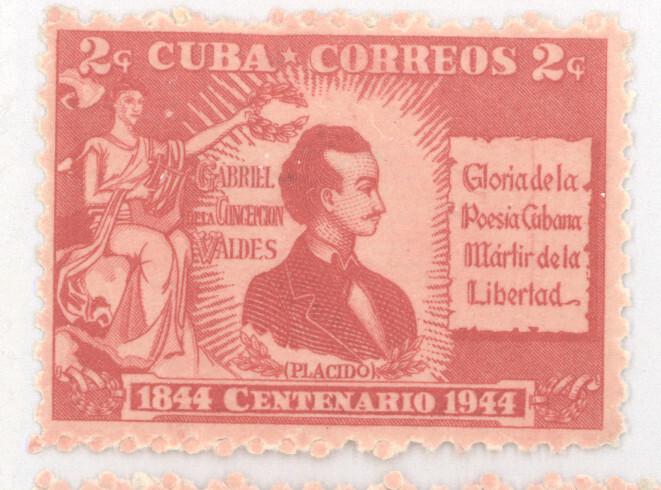 2¢ CUBA ★ CORREOS 2¢
GABRIEL
DE LA CONCEPCION
VALDES
Gloria de la
Poesia Cubana
Mártir de la
Libertad
(PLACIDO)
1844 CENTENARIO 1944